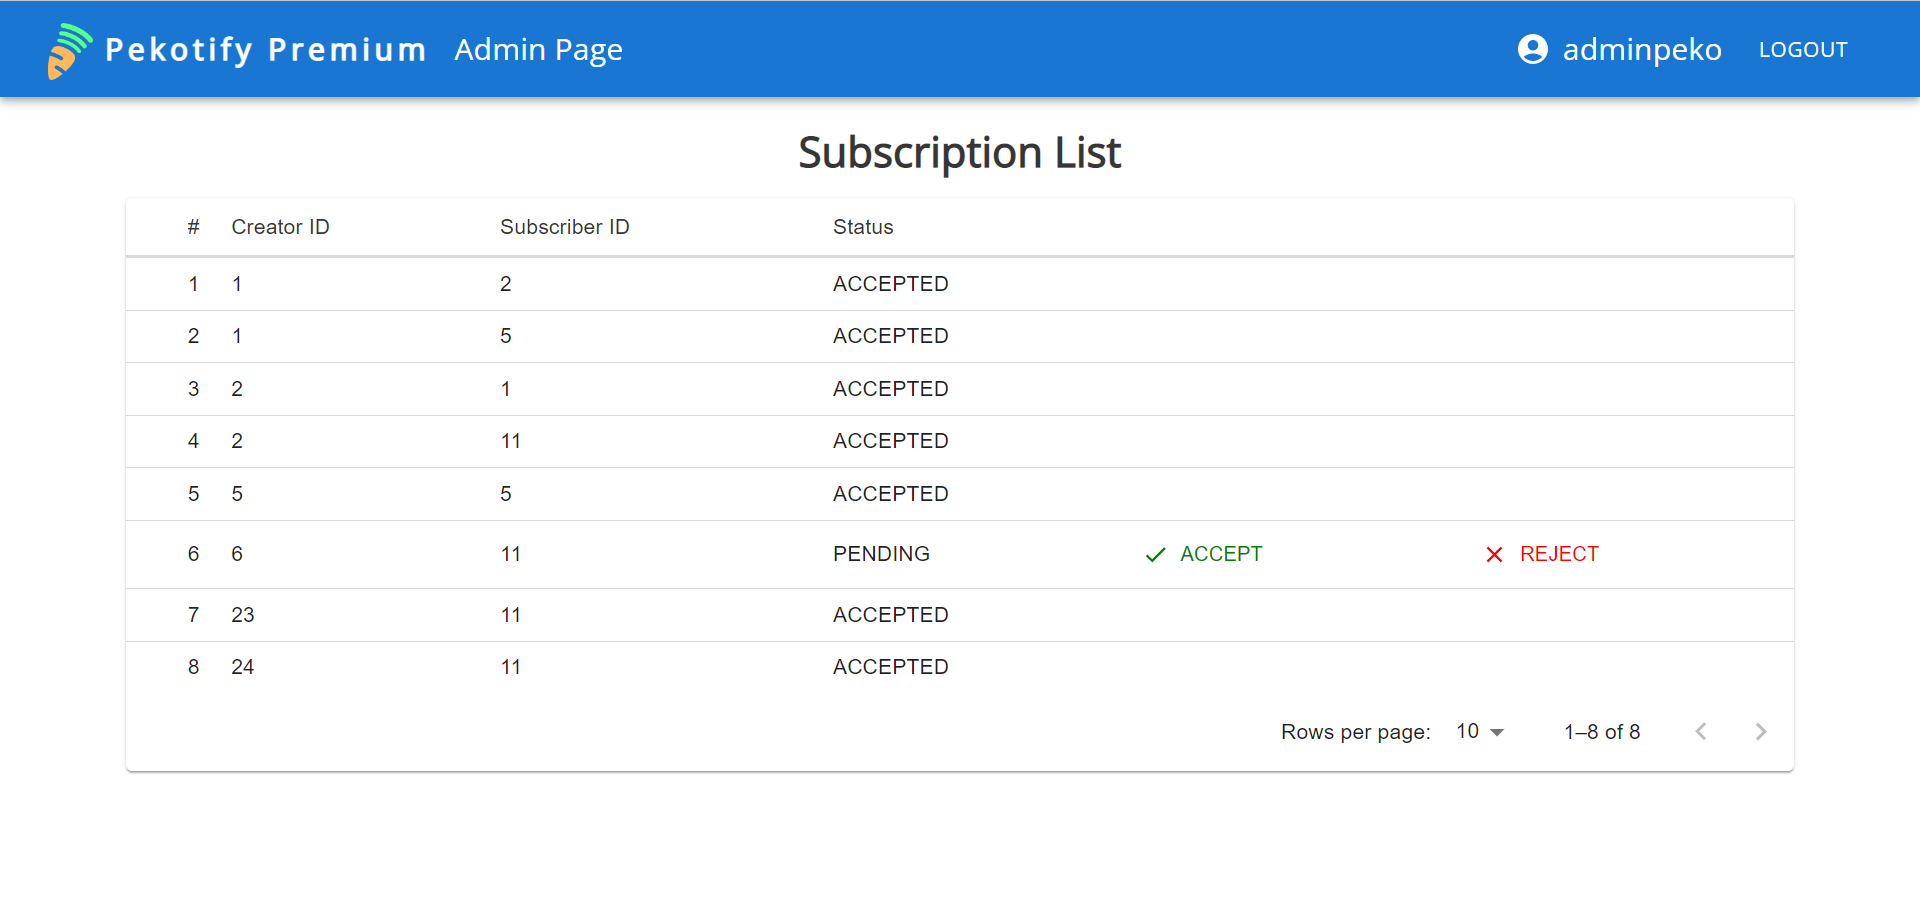 Pekotify Premium Admin Page adminpeko LOGOUT
Subscription List
# Creator ID Subscriber ID Status
1 1 2 ACCEPTED
2 1 5 ACCEPTED
3 2 1 ACCEPTED
4 2 11 ACCEPTED
5 5 5 ACCEPTED
6 6 11 PENDING ACCEPT REJECT
7 23 11 ACCEPTED
8 24 11 ACCEPTED
Rows per page: 10 1–8 of 8